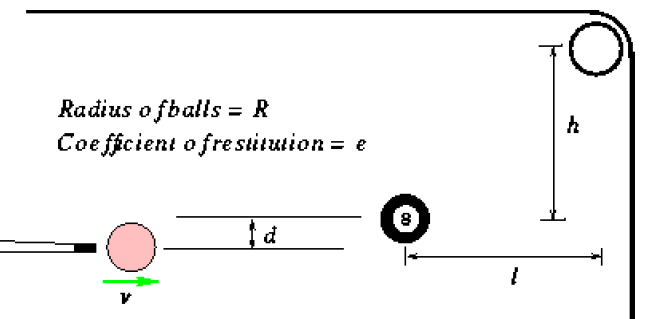 Radius of balls = R
Coefficient of restitution = e
h
8
d
l
v